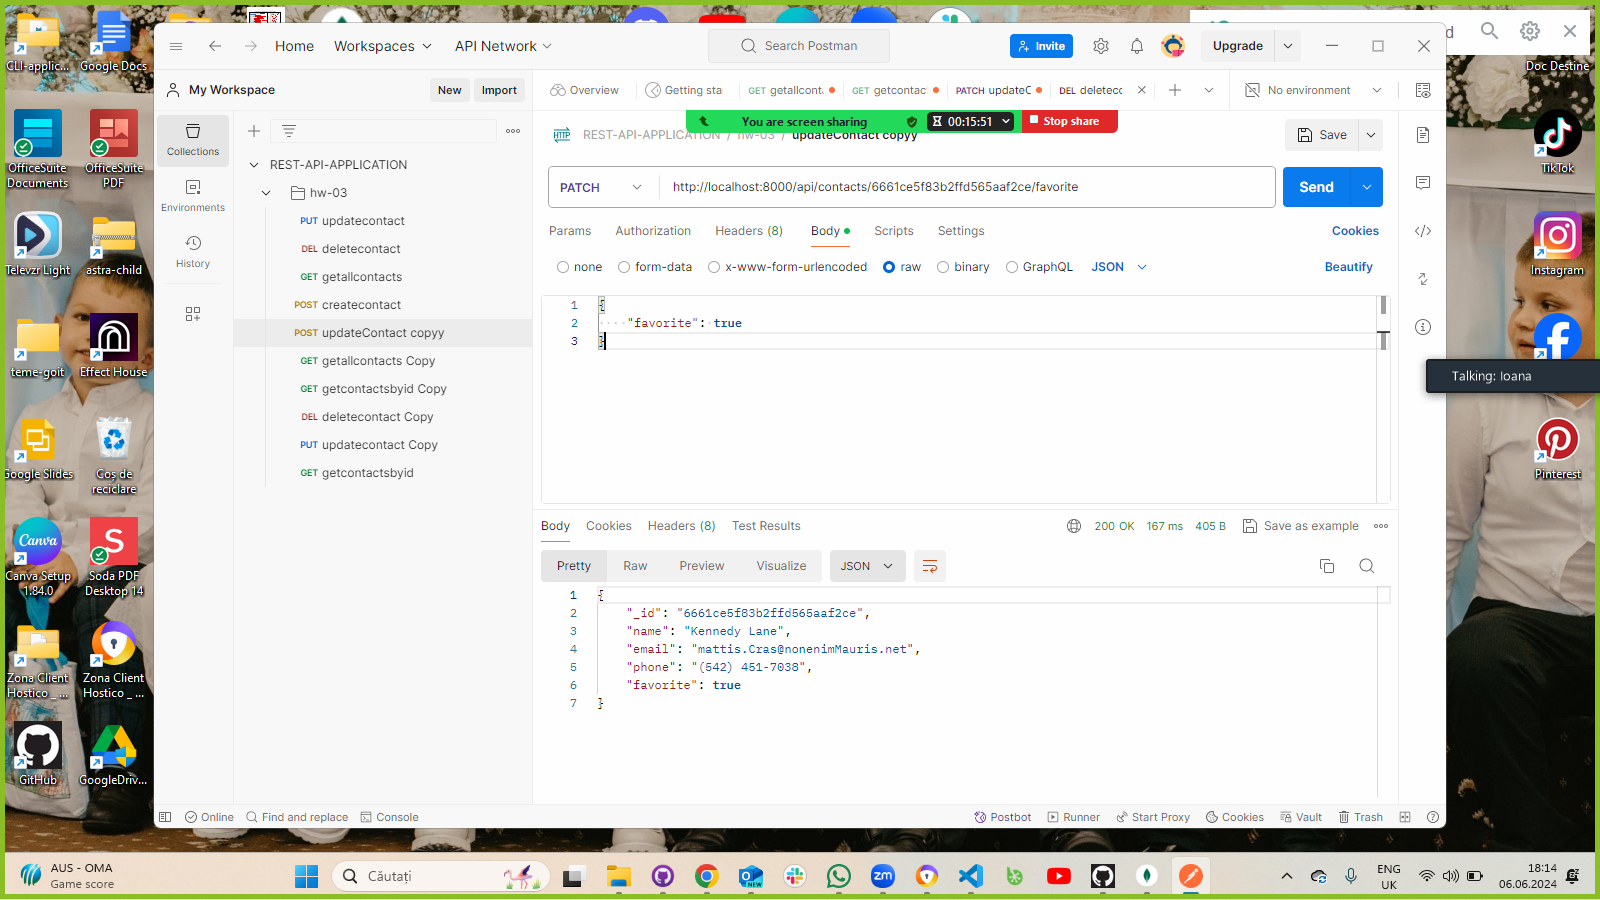 CLI-applic...
Google Docs
OfficeSuite Documents
OfficeSuite PDF
Televzr Light
astra-child
teme-goit
Effect House
Google Slides
Coș de reciclare
Canva
Canva Setup 1.84.0
Soda PDF Desktop 14
Zona Client Hostico _ ...
Zona Client Hostico _ ...
GitHub
GoogleDriv...
Home
Workspaces
API Network
Search Postman
Invite
Upgrade
My Workspace
New
Import
Overview
Getting sta
GET getallcont
GET getcontac
PATCH updateC
DEL deletecc
No environment
You are screen sharing
00:15:51
Stop share
REST-API-APPLICATION / hw-03 / updateContact copyy
Save
Collections
Environments
History
REST-API-APPLICATION
hw-03
PUT updatecontact
DEL deletecontact
GET getallcontacts
POST createcontact
POST updateContact copyy
GET getallcontacts Copy
GET getcontactsbyid Copy
DEL deletecontact Copy
PUT updatecontact Copy
GET getcontactsbyid
PATCH
http://localhost:8000/api/contacts/6661ce5f83b2ffd565aaf2ce/favorite
Send
Params
Authorization
Headers (8)
Body
Scripts
Settings
Cookies
none
form-data
x-www-form-urlencoded
raw
binary
GraphQL
JSON
Beautify
1 {
2 "favorite": true
3 }
Body
Cookies
Headers (8)
Test Results
200 OK
167 ms
405 B
Save as example
Pretty
Raw
Preview
Visualize
JSON
1 {
2 "_id": "6661ce5f83b2ffd565aaf2ce",
3 "name": "Kennedy Lane",
4 "email": "mattis.Cras@nonenimMauris.net",
5 "phone": "(542) 451-7038",
6 "favorite": true
7 }
Online
Find and replace
Console
Postbot
Runner
Start Proxy
Cookies
Vault
Trash
Doc Destine
TikTok
Instagram
Talking: Ioana
Pinterest
AUS - OMA
Game score
Căutați
NEW
zm
ENG
UK
18:14
06.06.2024